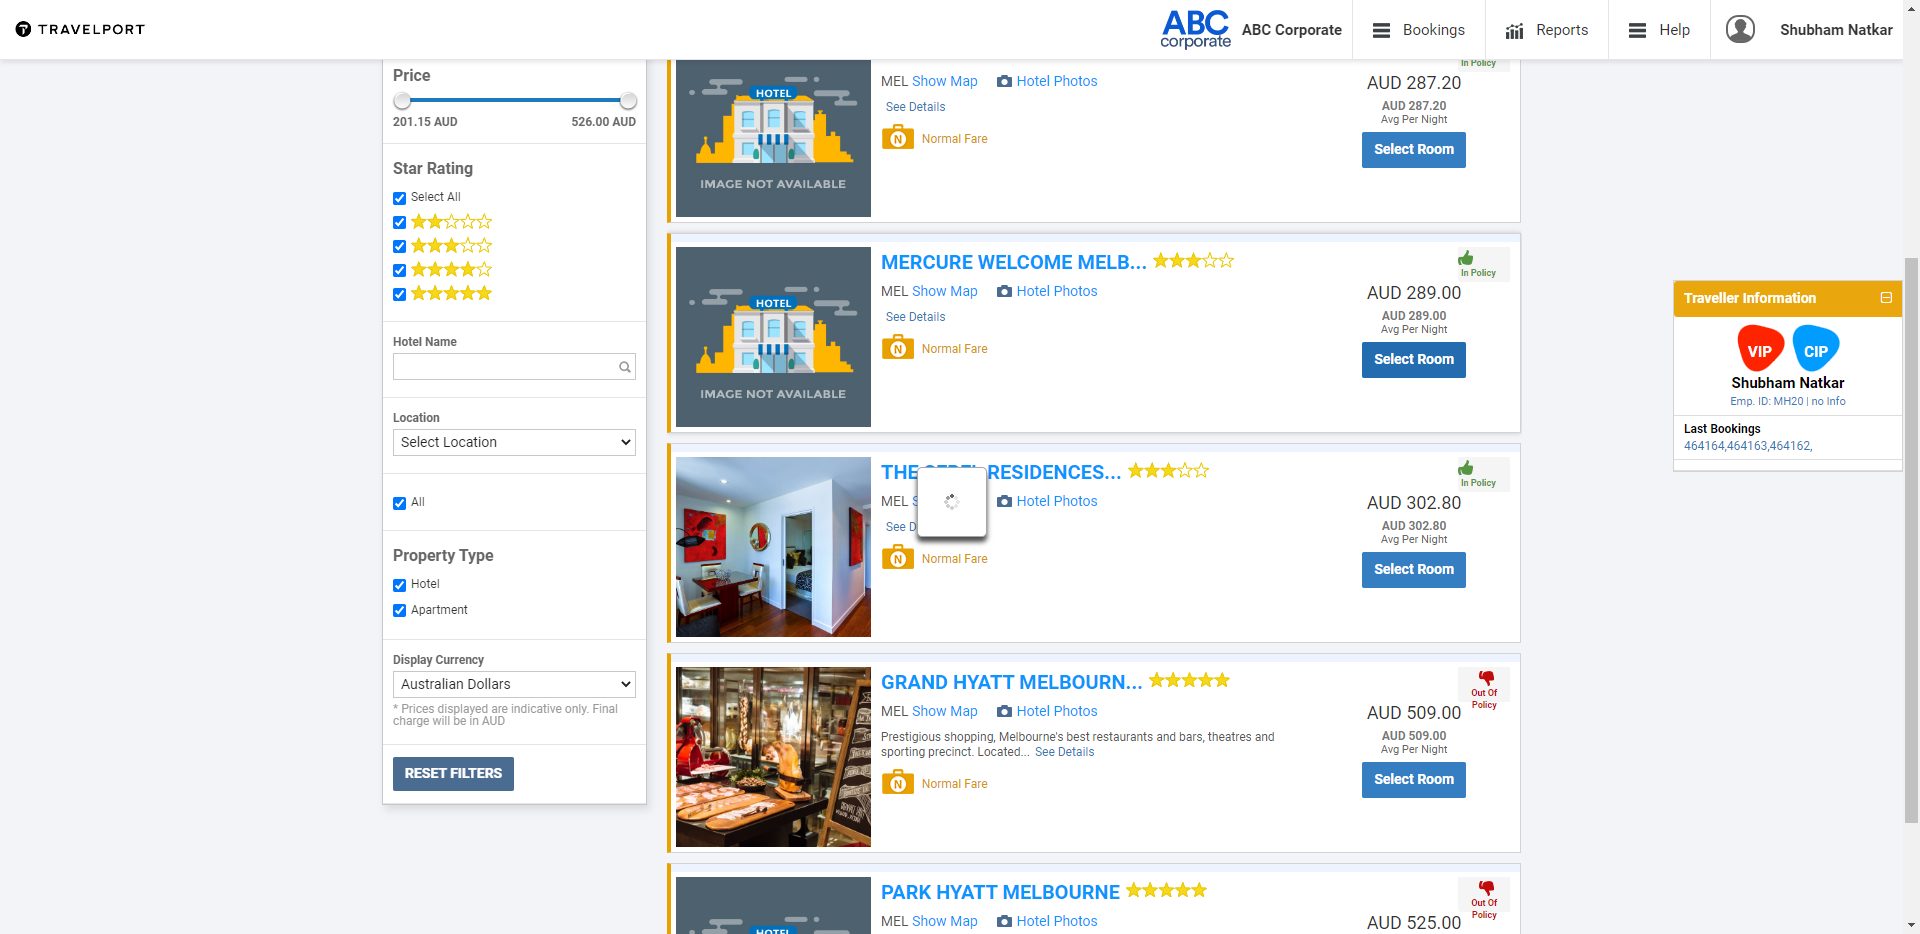 TRAVELPORT
ABC
corporate
ABC Corporate
Bookings
Reports
Help
Shubham Natkar
Price
201.15 AUD
526.00 AUD
Star Rating
Select All
Hotel Name
Location
Select Location
All
Property Type
Hotel
Apartment
Display Currency
Australian Dollars
* Prices displayed are indicative only. Final
charge will be in AUD
RESET FILTERS
HOTEL
IMAGE NOT AVAILABLE
MEL Show Map
Hotel Photos
See Details
N
Normal Fare
In Policy
AUD 287.20
AUD 287.20
Avg Per Night
Select Room
HOTEL
IMAGE NOT AVAILABLE
MERCURE WELCOME MELB...
MEL Show Map
Hotel Photos
See Details
N
Normal Fare
In Policy
AUD 289.00
AUD 289.00
Avg Per Night
Select Room
THE RESIDENCES...
MEL
Hotel Photos
See
N
Normal Fare
In Policy
AUD 302.80
AUD 302.80
Avg Per Night
Select Room
GRAND HYATT MELBOURN...
MEL Show Map
Hotel Photos
Prestigious shopping, Melbourne's best restaurants and bars, theatres and
sporting precinct. Located... See Details
N
Normal Fare
Out Of
Policy
AUD 509.00
AUD 509.00
Avg Per Night
Select Room
HOTEL
PARK HYATT MELBOURNE
MEL Show Map
Hotel Photos
Out Of
Policy
AUD 525.00
Traveller Information
VIP
CIP
Shubham Natkar
Emp. ID: MH20 | no Info
Last Bookings
464164,464163,464162,